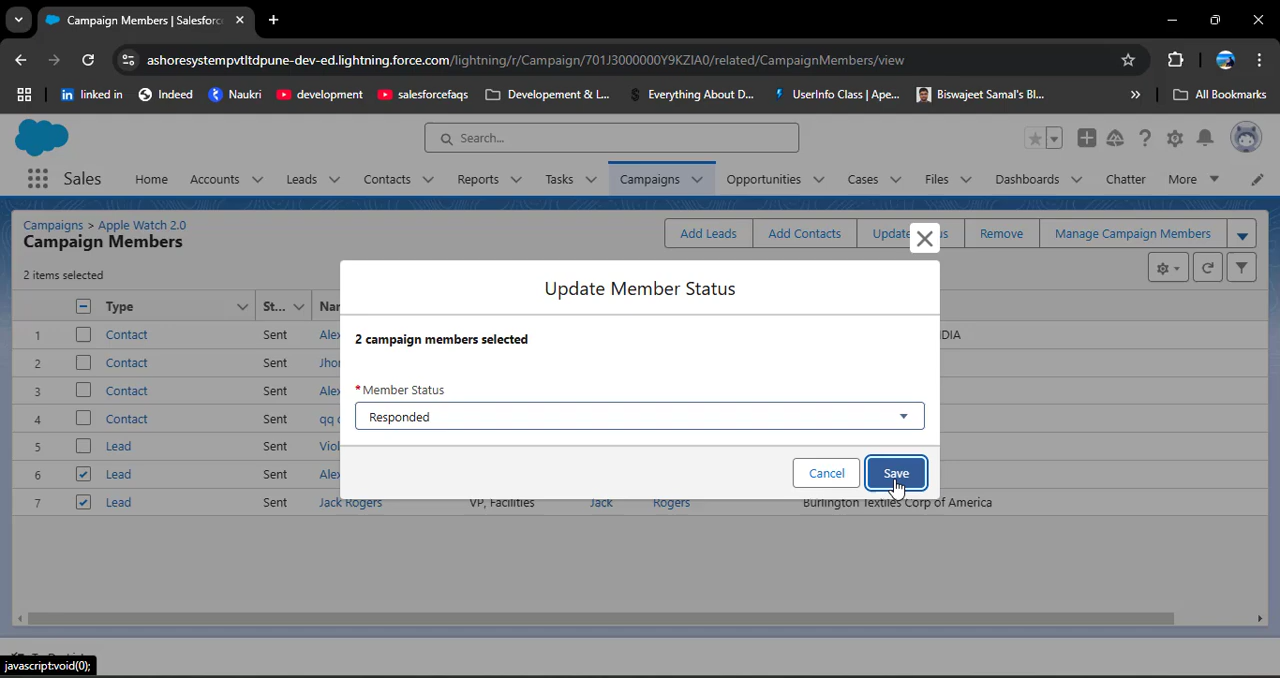 Campaign Members | Salesforc
ashoresystempvtltdpune-dev-ed.lightning.force.com/lightning/r/Campaign/701J3000000Y9KZIA0/related/CampaignMembers/view
linked in Indeed Naukri development salesforcefaqs Developement & L... Everything About D... UserInfo Class | Ape... Biswajeet Samal's Bl... » All Bookmarks
Search...
Sales Home Accounts Leads Contacts Reports Tasks Campaigns Opportunities Cases Files Dashboards Chatter More
Campaigns > Apple Watch 2.0
Campaign Members
Add Leads Add Contacts Update Remove Manage Campaign Members
2 items selected
Update Member Status
Type St... Nar
2 campaign members selected
1 Contact Sent Alex DIA
2 Contact Sent Jho
3 Contact Sent Alex
*Member Status
4 Contact Sent qq
Responded
5 Lead Sent Viol
6 Lead Sent Alex
Cancel Save
7 Lead Sent Jack Rogers VP, Facilities Jack Rogers Burlington Textiles Corp of America
javascript:void(0);